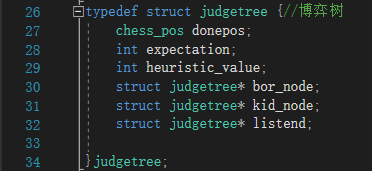 26 typedef struct judgetree {//博弈树
27 chess_pos donepos;
28 int expectation;
29 int heuristic_value;
30 struct judgetree* bor_node;
31 struct judgetree* kid_node;
32 struct judgetree* listend;
33
34 }judgetree;